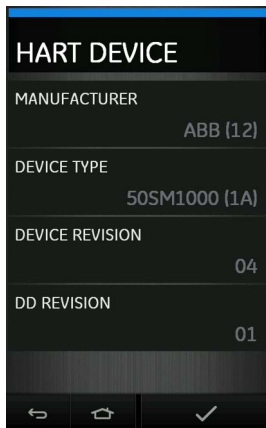 HART DEVICE
MANUFACTURER
ABB (12)
DEVICE TYPE
50SM1000 (1A)
DEVICE REVISION
04
DD REVISION
01